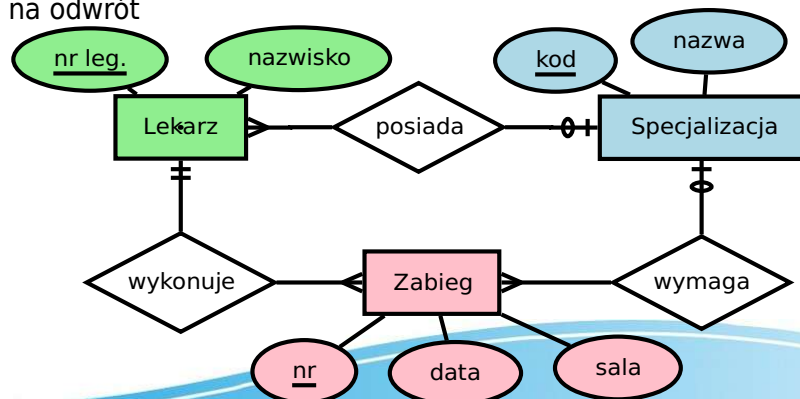 na odwrót
nr leg.
nazwisko
kod
nazwa
Lekarz
posiada
Specjalizacja
wykonuje
Zabieg
wymaga
nr
data
sala